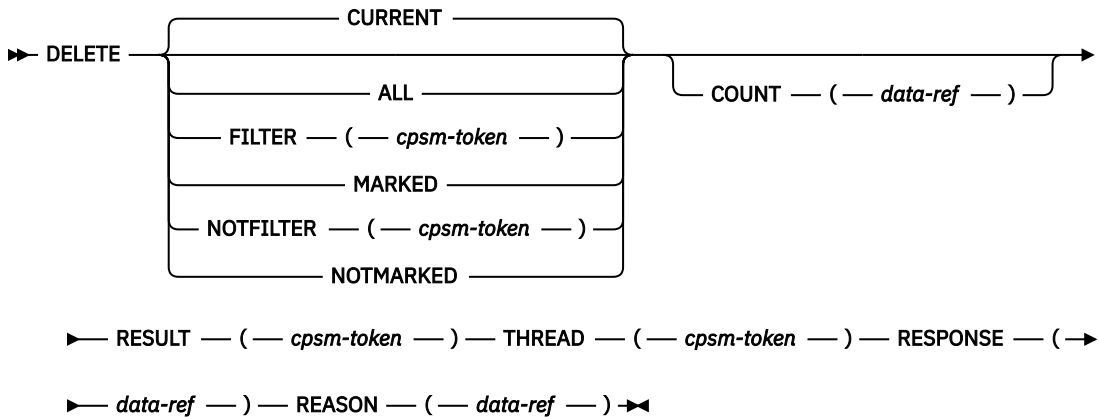 CURRENT
DELETE
ALL
COUNT ( data-ref )
FILTER ( cpsm-token )
MARKED
NOTFILTER ( cpsm-token )
NOTMARKED
RESULT ( cpsm-token ) THREAD ( cpsm-token ) RESPONSE (
data-ref ) REASON ( data-ref )